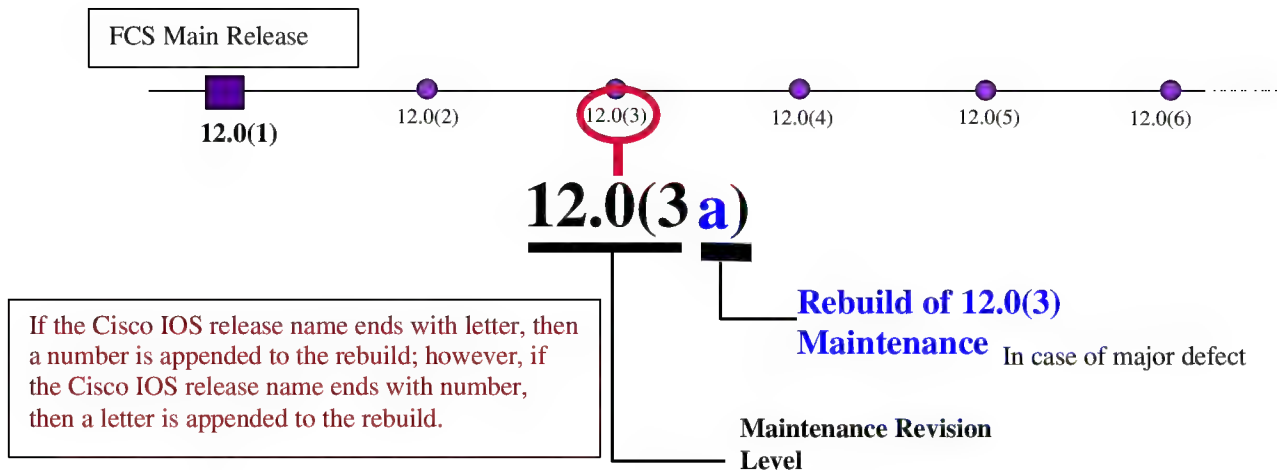 FCS Main Release
12.0(1)
12.0(2)
12.0(3)
12.0(4)
12.0(5)
12.0(6)
12.0(3 a)
Rebuild of 12.0(3)
Maintenance In case of major defect
If the Cisco IOS release name ends with letter, then
a number is appended to the rebuild; however, if
the Cisco IOS release name ends with number,
then a letter is appended to the rebuild.
Maintenance Revision
Level